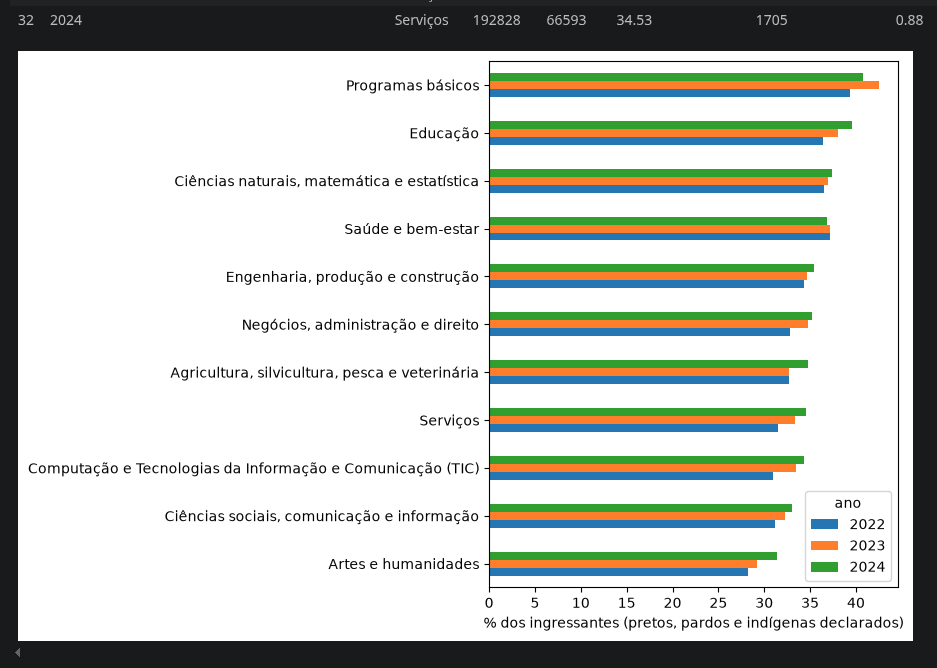 32 2024 Serviços 192828 66593 34.53 1705 0.88
Programas básicos
Educação
Ciências naturais, matemática e estatística
Saúde e bem-estar
Engenharia, produção e construção
Negócios, administração e direito
Agricultura, silvicultura, pesca e veterinária
Serviços
Computação e Tecnologias da Informação e Comunicação (TIC)
Ciências sociais, comunicação e informação
Artes e humanidades
ano
2022
2023
2024
0 5 10 15 20 25 30 35 40
% dos ingressantes (pretos, pardos e indígenas declarados)